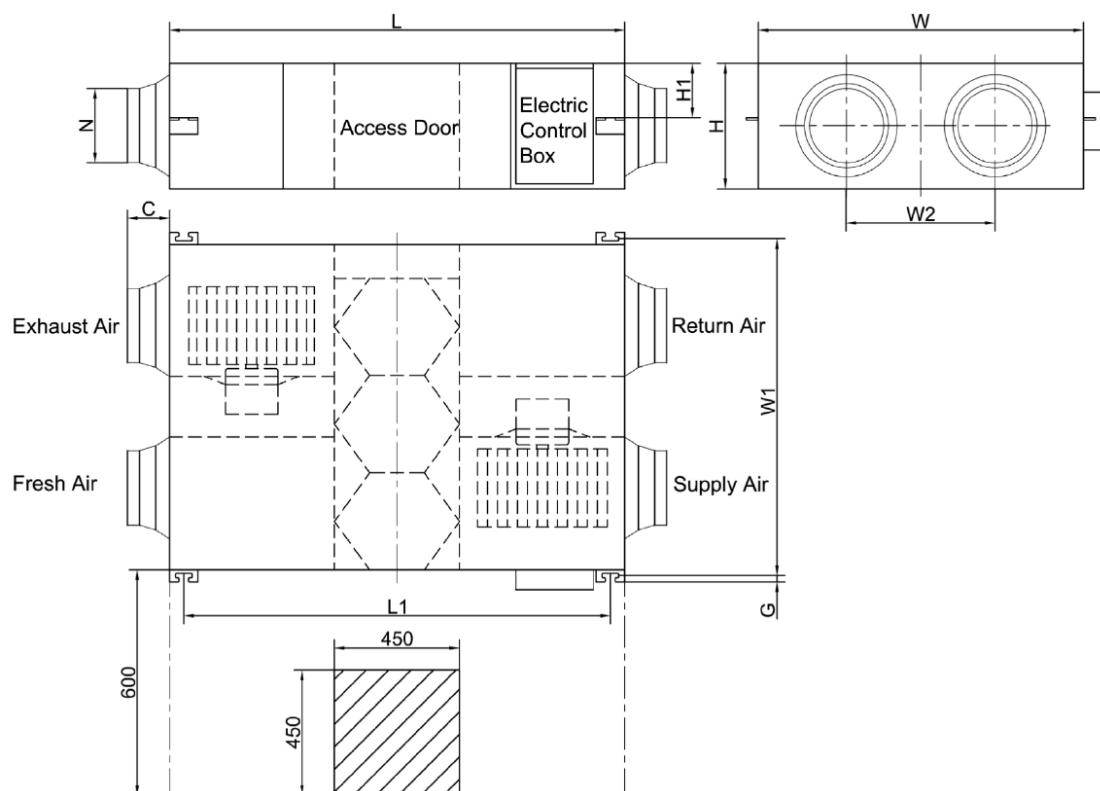 L
W
N
Access Door
Electric
Control
Box
H1
H
C
W2
Exhaust Air
Return Air
W1
Fresh Air
Supply Air
L1
G
600
450
450